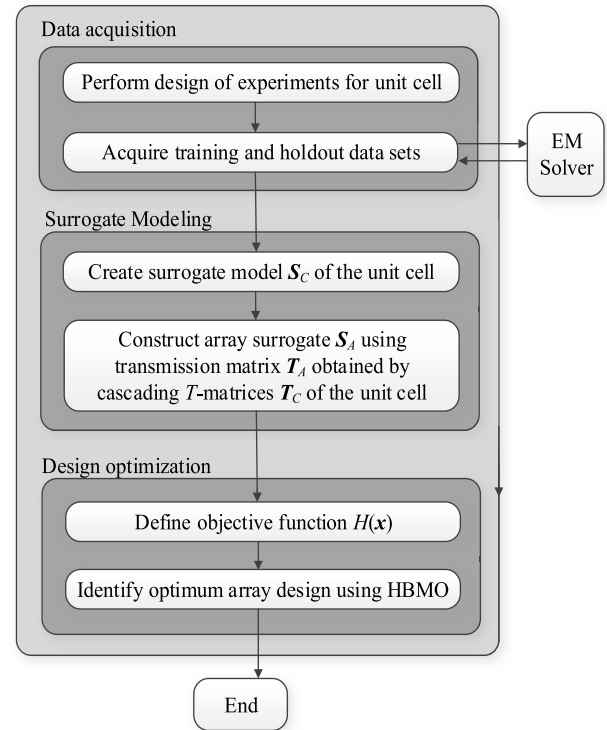 Data acquisition
Perform design of experiments for unit cell
Acquire training and holdout data sets
EM
Solver
Surrogate Modeling
Create surrogate model S_C of the unit cell
Construct array surrogate S_A using
transmission matrix T_A obtained by
cascading T-matrices T_C of the unit cell
Design optimization
Define objective function H(x)
Identify optimum array design using HBMO
End